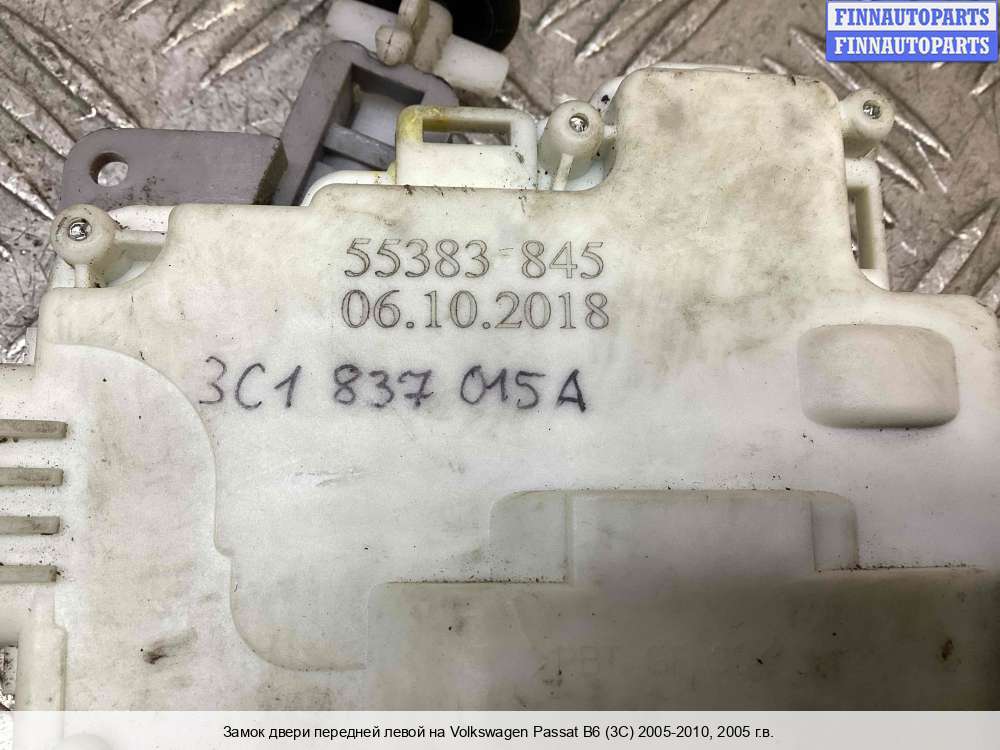 FINNAUTOPARTS
FINNAUTOPARTS
55383 845
06.10.2018
3C1 837 015A
Замок двери передней левой на Volkswagen Passat B6 (3C) 2005-2010, 2005 г.в.